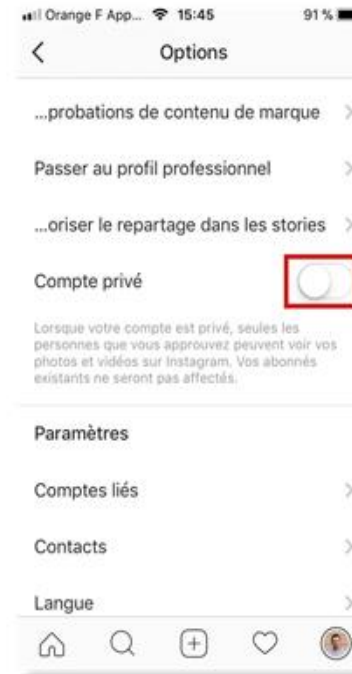 Orange F App... 15:45 91 %
Options
...probations de contenu de marque
Passer au profil professionnel
...oriser le repartage dans les stories
Compte privé
Lorsque votre compte est privé, seules les
personnes que vous approuvez peuvent voir vos
photos et vidéos sur Instagram. Vos abonnés
existants ne seront pas affectés.
Paramètres
Comptes liés
Contacts
Langue